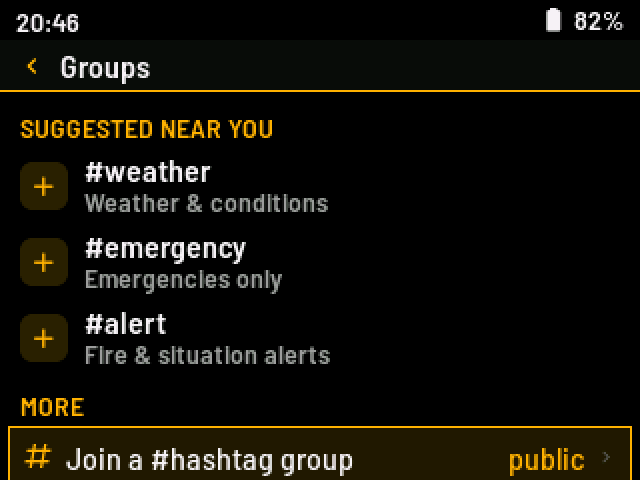 20:46 82%
Groups
SUGGESTED NEAR YOU
#weather
Weather & conditions
#emergency
Emergencies only
#alert
Fire & situation alerts
MORE
# Join a #hashtag group public